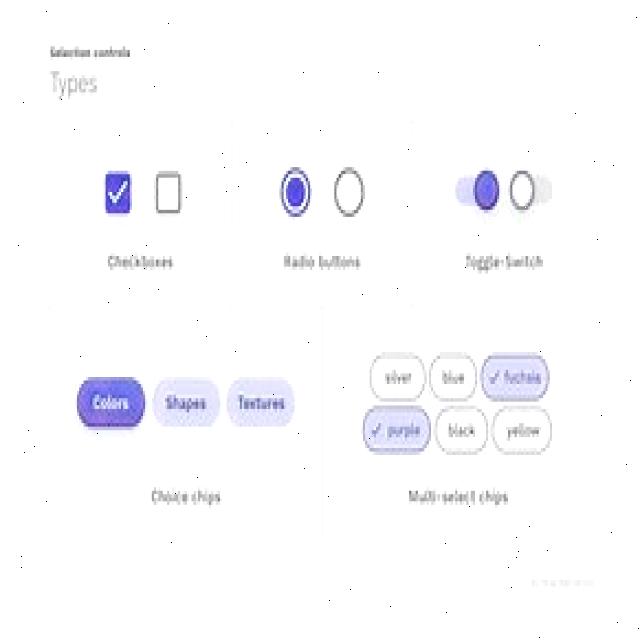 Selection controls
Types
Checkboxes
Radio buttons
Toggle-Switch
Colors
Shapes
Textures
silver
blue
✓ fuchsia
✓ purple
black
yellow
Choice chips
Multi-select chips